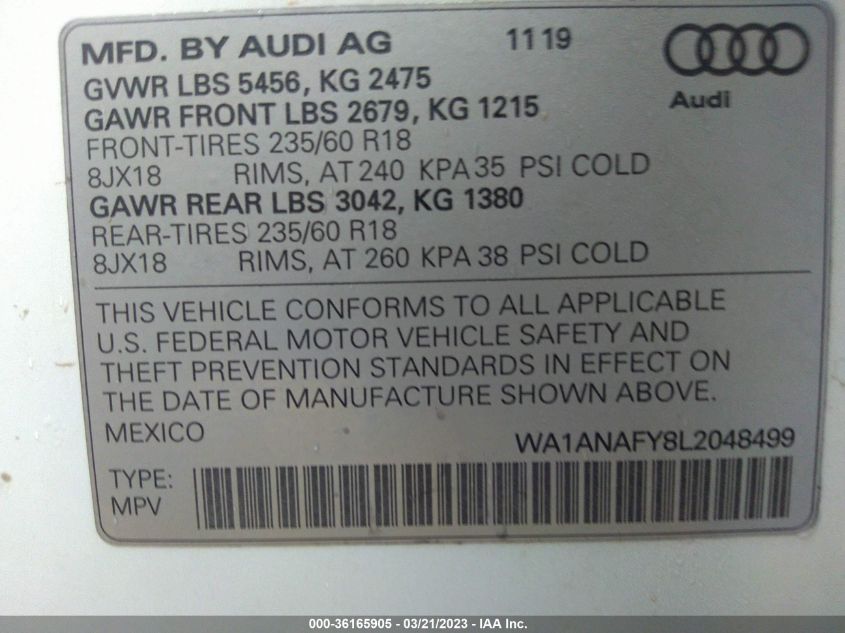 MFD. BY AUDI AG 11 19
Audi
GVWR LBS 5456, KG 2475
GAWR FRONT LBS 2679, KG 1215
FRONT-TIRES 235/60 R18
8JX18 RIMS, AT 240 KPA 35 PSI COLD
GAWR REAR LBS 3042, KG 1380
REAR-TIRES 235/60 R18
8JX18 RIMS, AT 260 KPA 38 PSI COLD
THIS VEHICLE CONFORMS TO ALL APPLICABLE
U.S. FEDERAL MOTOR VEHICLE SAFETY AND
THEFT PREVENTION STANDARDS IN EFFECT ON
THE DATE OF MANUFACTURE SHOWN ABOVE.
MEXICO
WA1ANAFY8L2048499
TYPE:
MPV
000-36165905 - 03/21/2023 - IAA Inc.